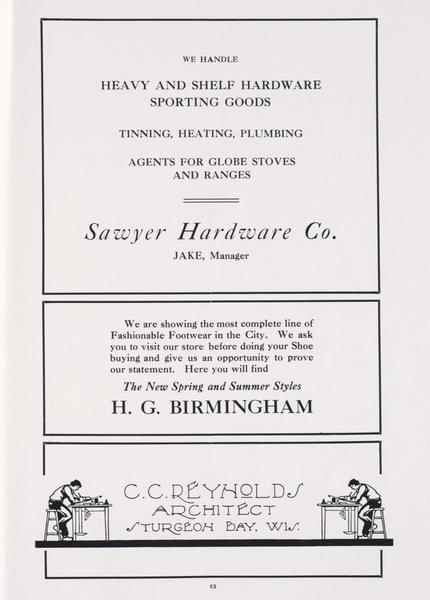 WE HANDLE
HEAVY AND SHELF HARDWARE
SPORTING GOODS
TINNING, HEATING, PLUMBING
AGENTS FOR GLOBE STOVES
AND RANGES
Sawyer Hardware Co.
JAKE, Manager
We are showing the most complete line of
Fashionable Footwear in the City. We ask
you to visit our store before doing your Shoe
buying and give us an opportunity to prove
our statement. Here you will find
The New Spring and Summer Styles
H. G. BIRMINGHAM
C. C. REYNOLDS
ARCHITECT
STURGEON BAY, WIS.
63